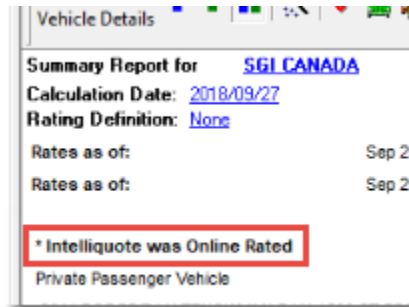 Vehicle Details
Summary Report for SGI CANADA
Calculation Date: 2018/09/27
Rating Definition: None
Rates as of: Sep 2
Rates as of: Sep 2
* Intelliquote was Online Rated
Private Passenger Vehicle